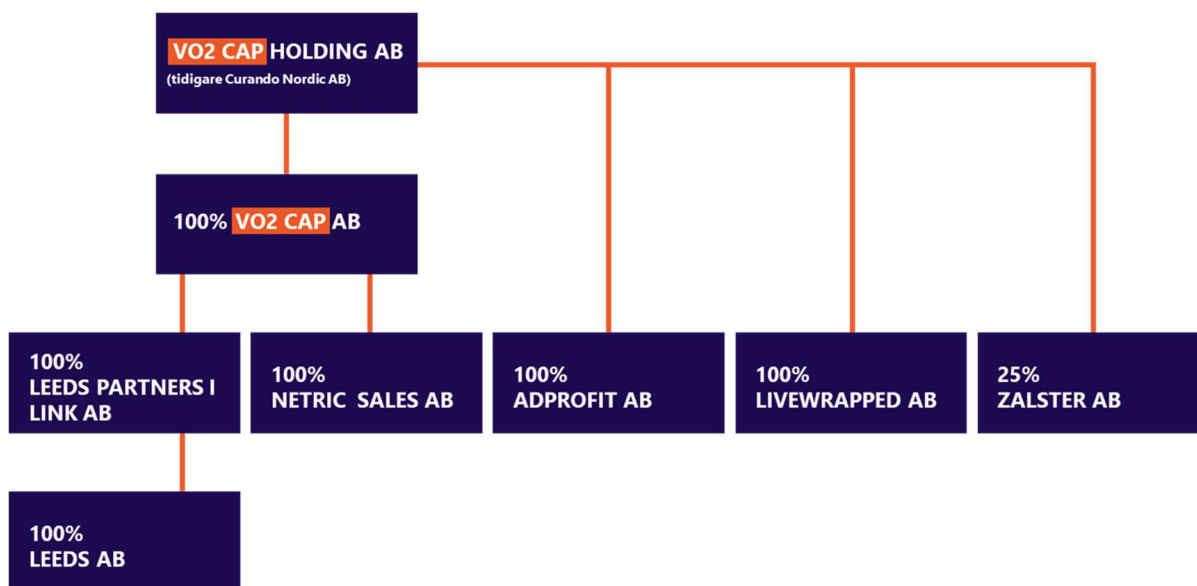 VO2 CAP HOLDING AB
(tidigare Curando Nordic AB)
100% VO2 CAP AB
100%
LEEDS PARTNERS I
LINK AB
100%
NETRIC SALES AB
100%
ADPROFIT AB
100%
LIVEWRAPPED AB
25%
ZALSTER AB
100%
LEEDS AB